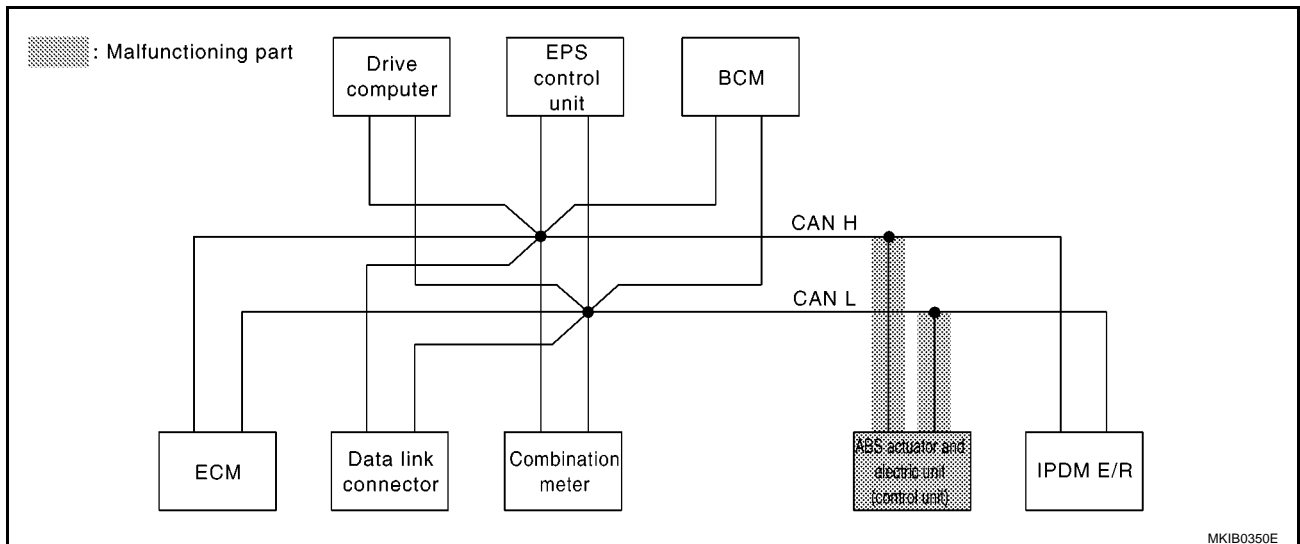 : Malfunctioning part
Drive
computer
EPS
control
unit
BCM
CAN H
CAN L
ECM
Data link
connector
Combination
meter
ABS actuator and
electric unit
(control unit)
IPDM E/R
MKIB0350E